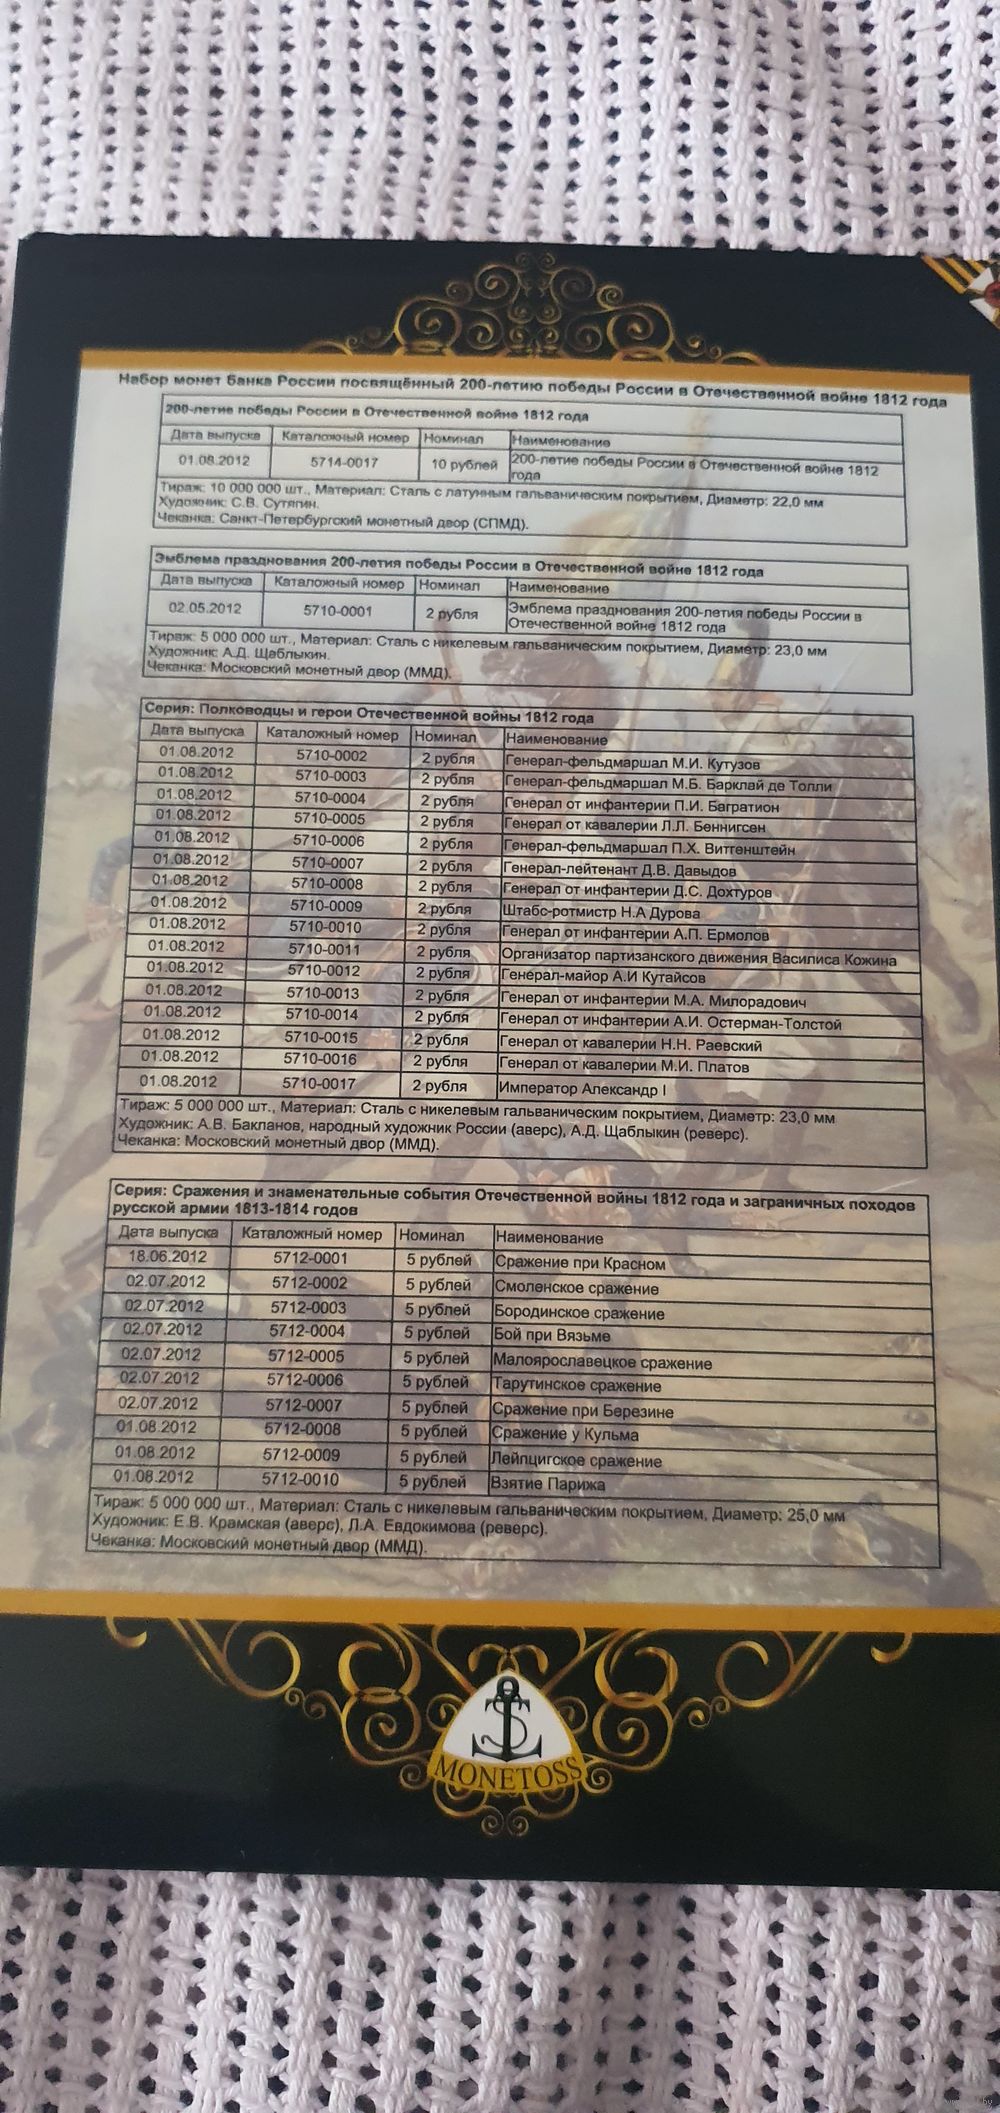 Набор монет Банка России посвящённый 200-летию победы России в Отечественной войне 1812 года
200-летие победы России в Отечественной войне 1812 года
Дата выпуска Каталожный номер Номинал Наименование
01.08.2012 5714-0017 10 рублей 200-летие победы России в Отечественной войне 1812
года
Тираж: 10 000 000 шт., Материал: Сталь с латунным гальваническим покрытием, Диаметр: 22,0 мм
Художник: С.В. Сутягин.
Чеканка: Санкт-Петербургский монетный двор (СПМД).
Эмблема празднования 200-летия победы России в Отечественной войне 1812 года
Дата выпуска Каталожный номер Номинал Наименование
02.05.2012 5710-0001 2 рубля Эмблема празднования 200-летия победы России в
Отечественной войне 1812 года
Тираж: 5 000 000 шт., Материал: Сталь с никелевым гальваническим покрытием, Диаметр: 23,0 мм
Художник: А.Д. Щаблыкин.
Чеканка: Московский монетный двор (ММД).
Серия: Полководцы и герои Отечественной войны 1812 года
Дата выпуска Каталожный номер Номинал Наименование
01.08.2012 5710-0002 2 рубля Генерал-фельдмаршал М.И. Кутузов
01.08.2012 5710-0003 2 рубля Генерал-фельдмаршал М.Б. Барклай де Толли
01.08.2012 5710-0004 2 рубля Генерал от инфантерии П.И. Багратион
01.08.2012 5710-0005 2 рубля Генерал от кавалерии Л.Л. Беннигсен
01.08.2012 5710-0006 2 рубля Генерал-фельдмаршал П.Х. Витгенштейн
01.08.2012 5710-0007 2 рубля Генерал-лейтенант Д.В. Давыдов
01.08.2012 5710-0008 2 рубля Генерал от инфантерии Д.С. Дохтуров
01.08.2012 5710-0009 2 рубля Штабс-ротмистр Н.А Дурова
01.08.2012 5710-0010 2 рубля Генерал от инфантерии А.П. Ермолов
01.08.2012 5710-0011 2 рубля Организатор партизанского движения Василиса Кожина
01.08.2012 5710-0012 2 рубля Генерал-майор А.И Кутайсов
01.08.2012 5710-0013 2 рубля Генерал от инфантерии М.А. Милорадович
01.08.2012 5710-0014 2 рубля Генерал от инфантерии А.И. Остерман-Толстой
01.08.2012 5710-0015 2 рубля Генерал от кавалерии Н.Н. Раевский
01.08.2012 5710-0016 2 рубля Генерал от кавалерии М.И. Платов
01.08.2012 5710-0017 2 рубля Император Александр I
Тираж: 5 000 000 шт., Материал: Сталь с никелевым гальваническим покрытием, Диаметр: 23,0 мм
Художник: А.В. Бакланов, народный художник России (аверс), А.Д. Щаблыкин (реверс).
Чеканка: Московский монетный двор (ММД).
Серия: Сражения и знаменательные события Отечественной войны 1812 года и заграничных походов
русской армии 1813-1814 годов
Дата выпуска Каталожный номер Номинал Наименование
18.06.2012 5712-0001 5 рублей Сражение при Красном
02.07.2012 5712-0002 5 рублей Смоленское сражение
02.07.2012 5712-0003 5 рублей Бородинское сражение
02.07.2012 5712-0004 5 рублей Бой при Вязьме
02.07.2012 5712-0005 5 рублей Малоярославецкое сражение
02.07.2012 5712-0006 5 рублей Тарутинское сражение
02.07.2012 5712-0007 5 рублей Сражение при Березине
01.08.2012 5712-0008 5 рублей Сражение у Кульма
01.08.2012 5712-0009 5 рублей Лейпцигское сражение
01.08.2012 5712-0010 5 рублей Взятие Парижа
Тираж: 5 000 000 шт., Материал: Сталь с никелевым гальваническим покрытием, Диаметр: 25,0 мм
Художник: Е.В. Крамская (аверс), Л.А. Евдокимова (реверс).
Чеканка: Московский монетный двор (ММД).
MONETOSS